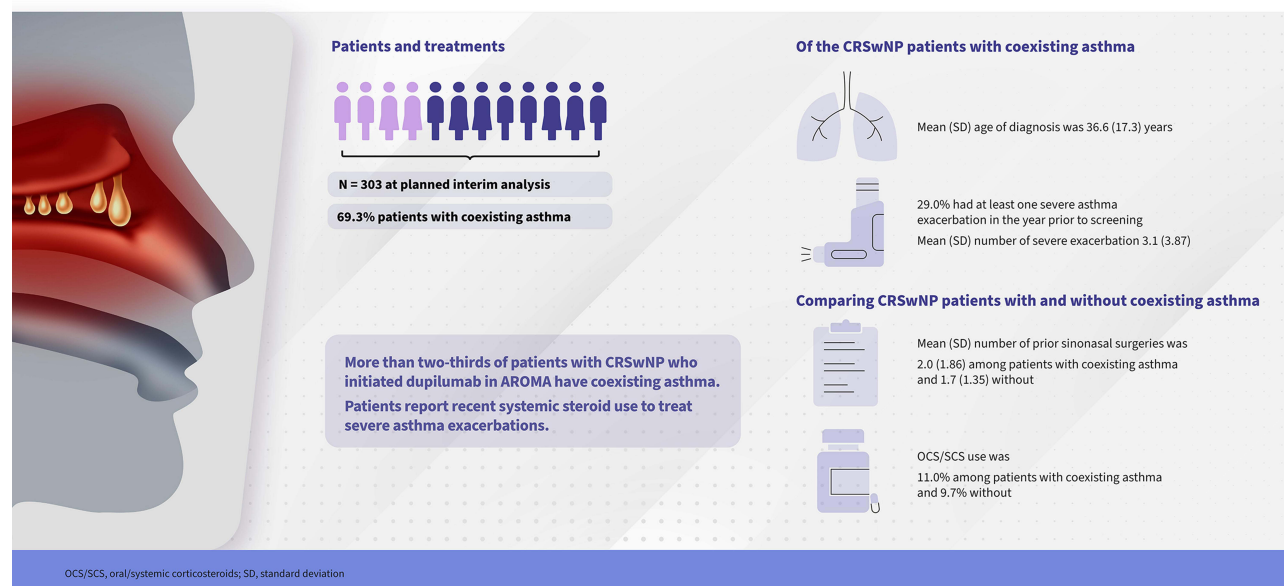 Patients and treatments
N = 303 at planned interim analysis
69.3% patients with coexisting asthma
More than two-thirds of patients with CRSwNP who
initiated dupilumab in AROMA have coexisting asthma.
Patients report recent systemic steroid use to treat
severe asthma exacerbations.
Of the CRSwNP patients with coexisting asthma
Mean (SD) age of diagnosis was 36.6 (17.3) years
29.0% had at least one severe asthma
exacerbation in the year prior to screening
Mean (SD) number of severe exacerbation 3.1 (3.87)
Comparing CRSwNP patients with and without coexisting asthma
Mean (SD) number of prior sinonasal surgeries was
2.0 (1.86) among patients with coexisting asthma
and 1.7 (1.35) without
OCS/SCS use was
11.0% among patients with coexisting asthma
and 9.7% without
OCS/SCS, oral/systemic corticosteroids; SD, standard deviation